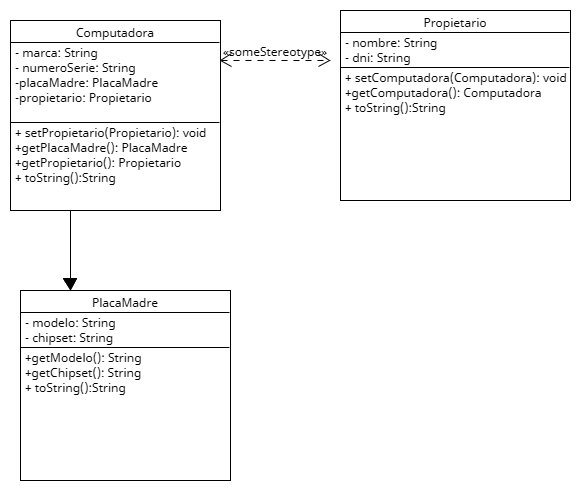 Computadora
- marca: String
- numeroSerie: String
-placaMadre: PlacaMadre
-propietario: Propietario
+ setPropietario(Propietario): void
+getPlacaMadre(): PlacaMadre
+getPropietario(): Propietario
+ toString():String
«someStereotype»
Propietario
- nombre: String
- dni: String
+ setComputadora(Computadora): void
+getComputadora(): Computadora
+ toString():String
PlacaMadre
- modelo: String
- chipset: String
+getModelo(): String
+getChipset(): String
+ toString():String